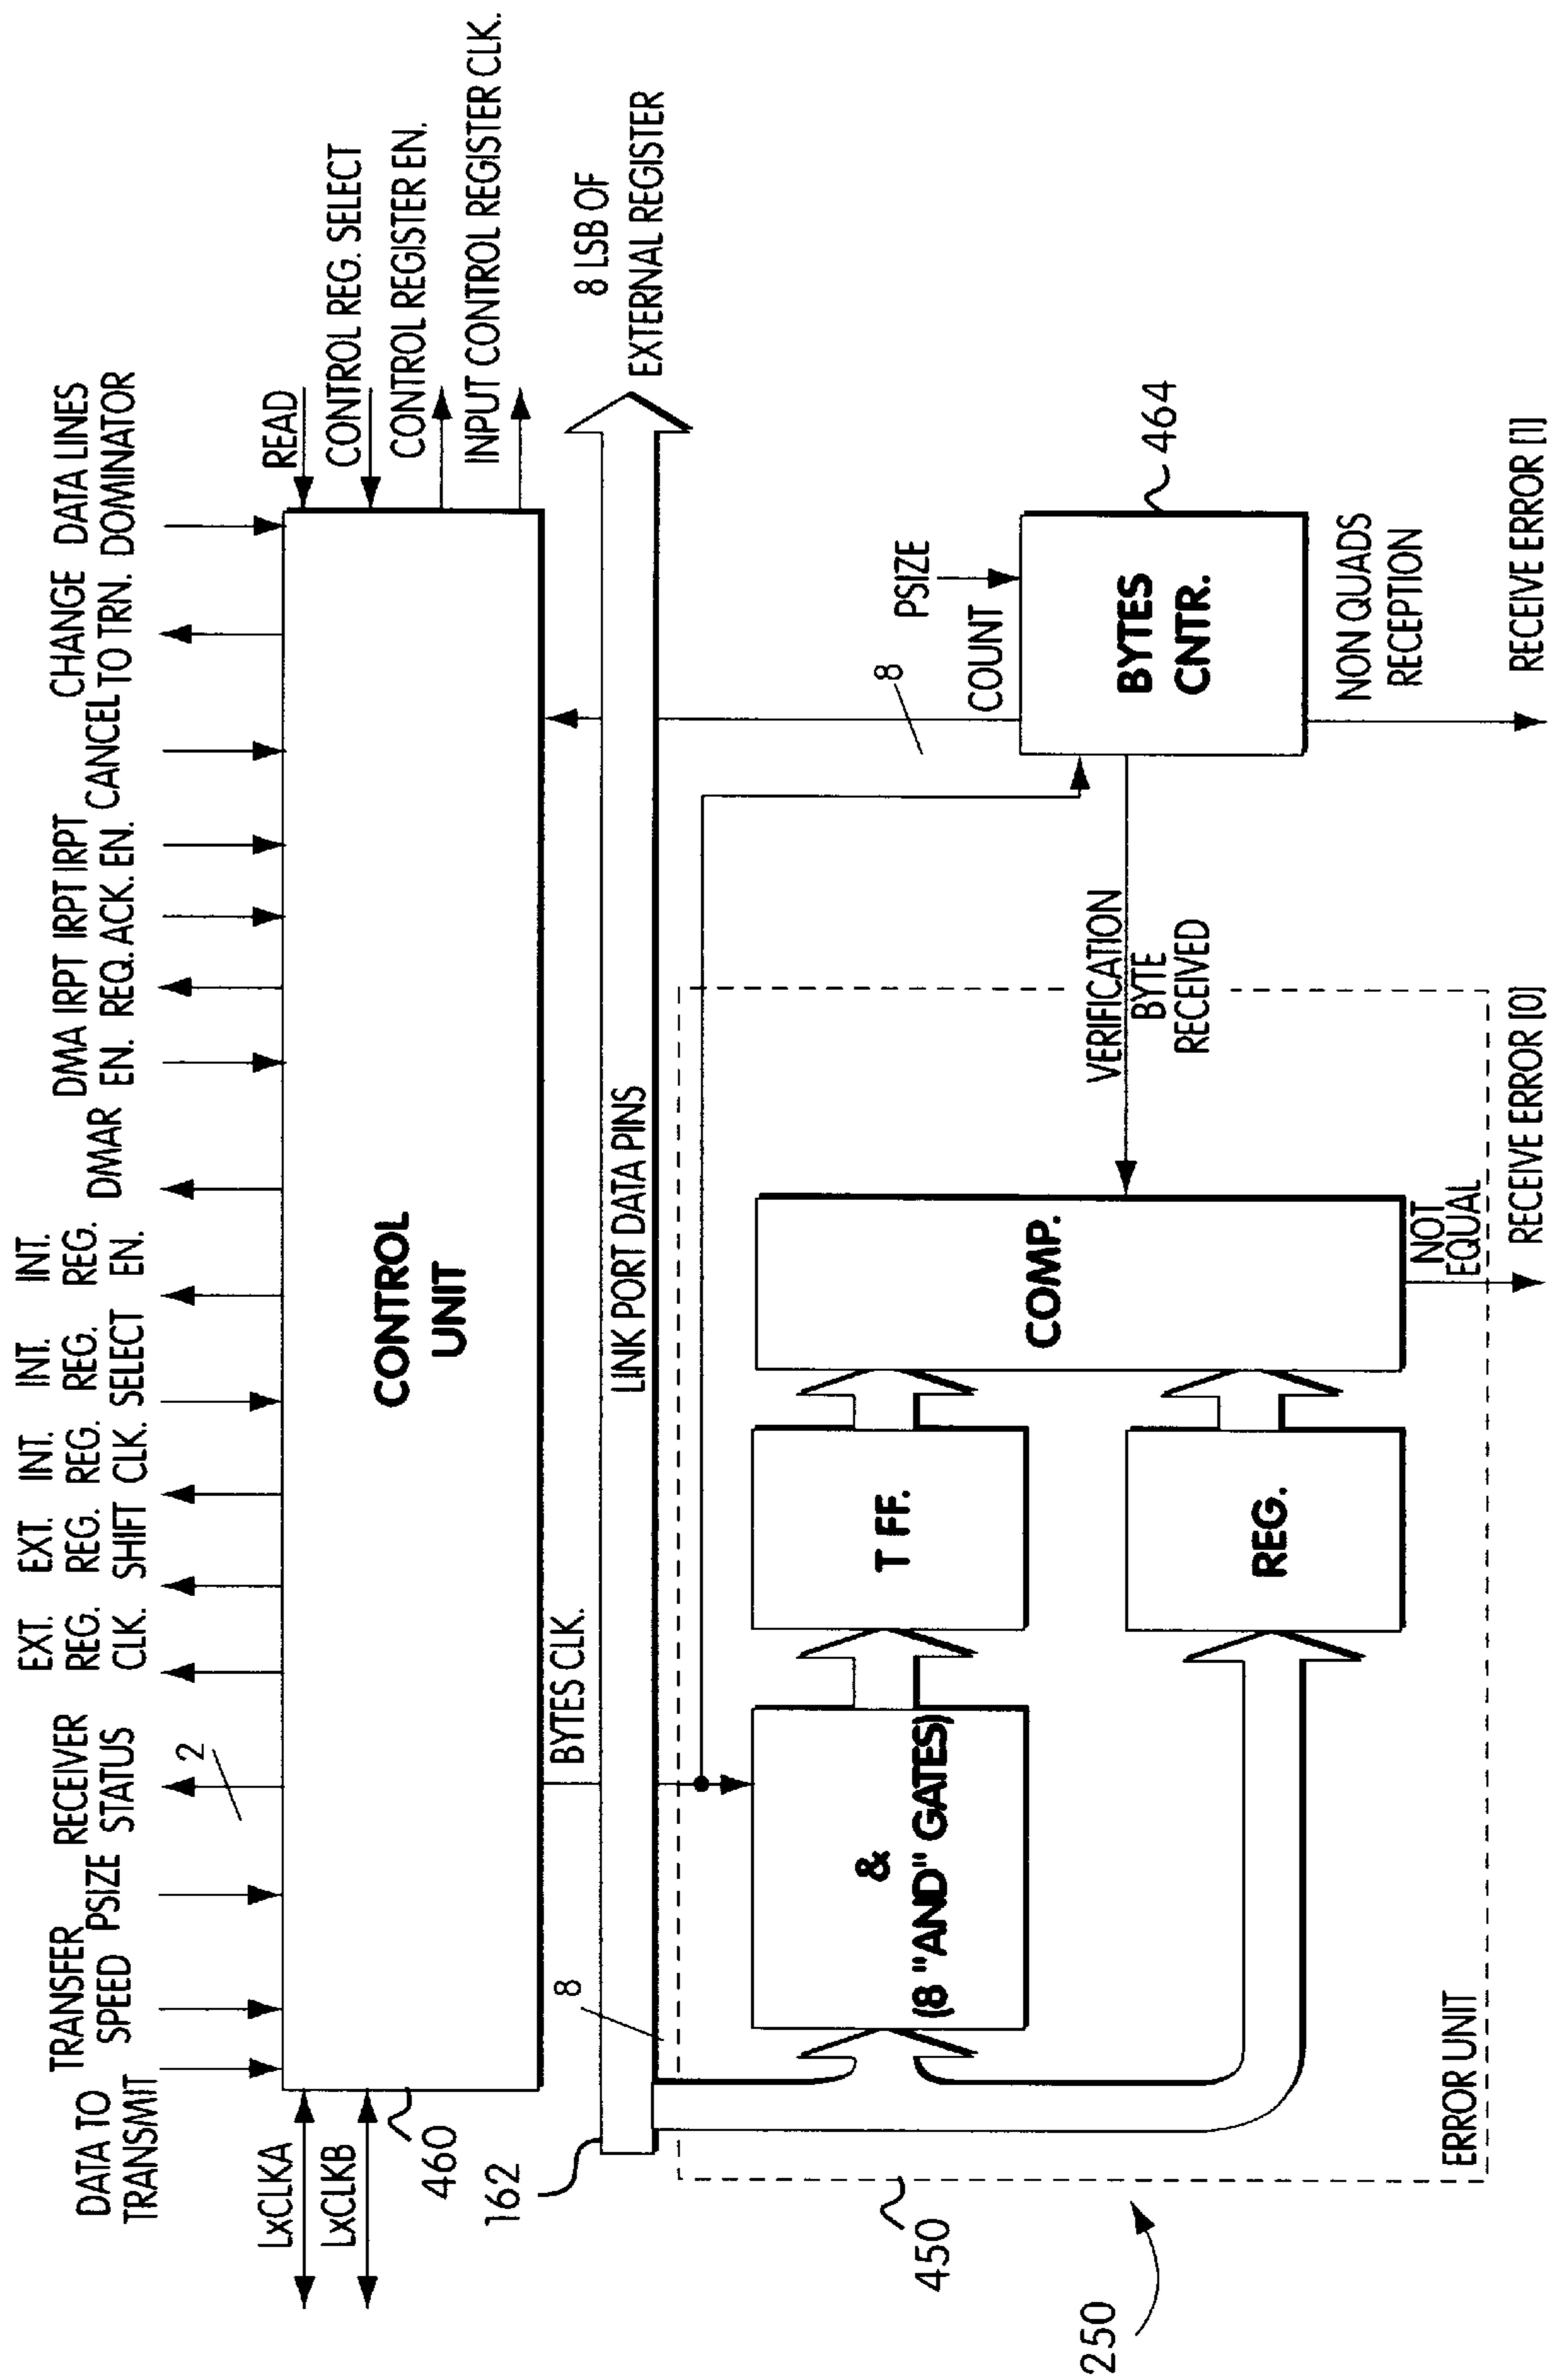 DATA TO
TRANSMIT
TRANSFER
SPEED
PSIZE
RECEIVER
STATUS
2
EXT.
REG.
CLK.
EXT.
REG.
SHIFT
INT.
REG.
CLK.
INT.
REG.
SELECT
INT.
REG.
EN.
DMAR
DMA
EN.
IRPT
REQ.
IRPT
ACK.
IRPT
EN.
CANCEL
CHANGE
TO TRN.
DATA LINES
DOMINATOR
LxCLKA
LxCLKB
460
CONTROL
UNIT
READ
CONTROL REG. SELECT
CONTROL REGISTER EN.
INPUT CONTROL REGISTER CLK.
162
8
BYTES CLK.
LINK PORT DATA PINS
8 LSB OF
EXTERNAL REGISTER
8
COUNT
PSIZE
BYTES
CNTR.
464
NON QUADS
RECEPTION
RECEIVE ERROR [1]
VERIFICATION
BYTE
RECEIVED
&
(8 "AND" GATES)
T FF.
REG.
COMP.
NOT
EQUAL
RECEIVE ERROR [0]
ERROR UNIT
450
250